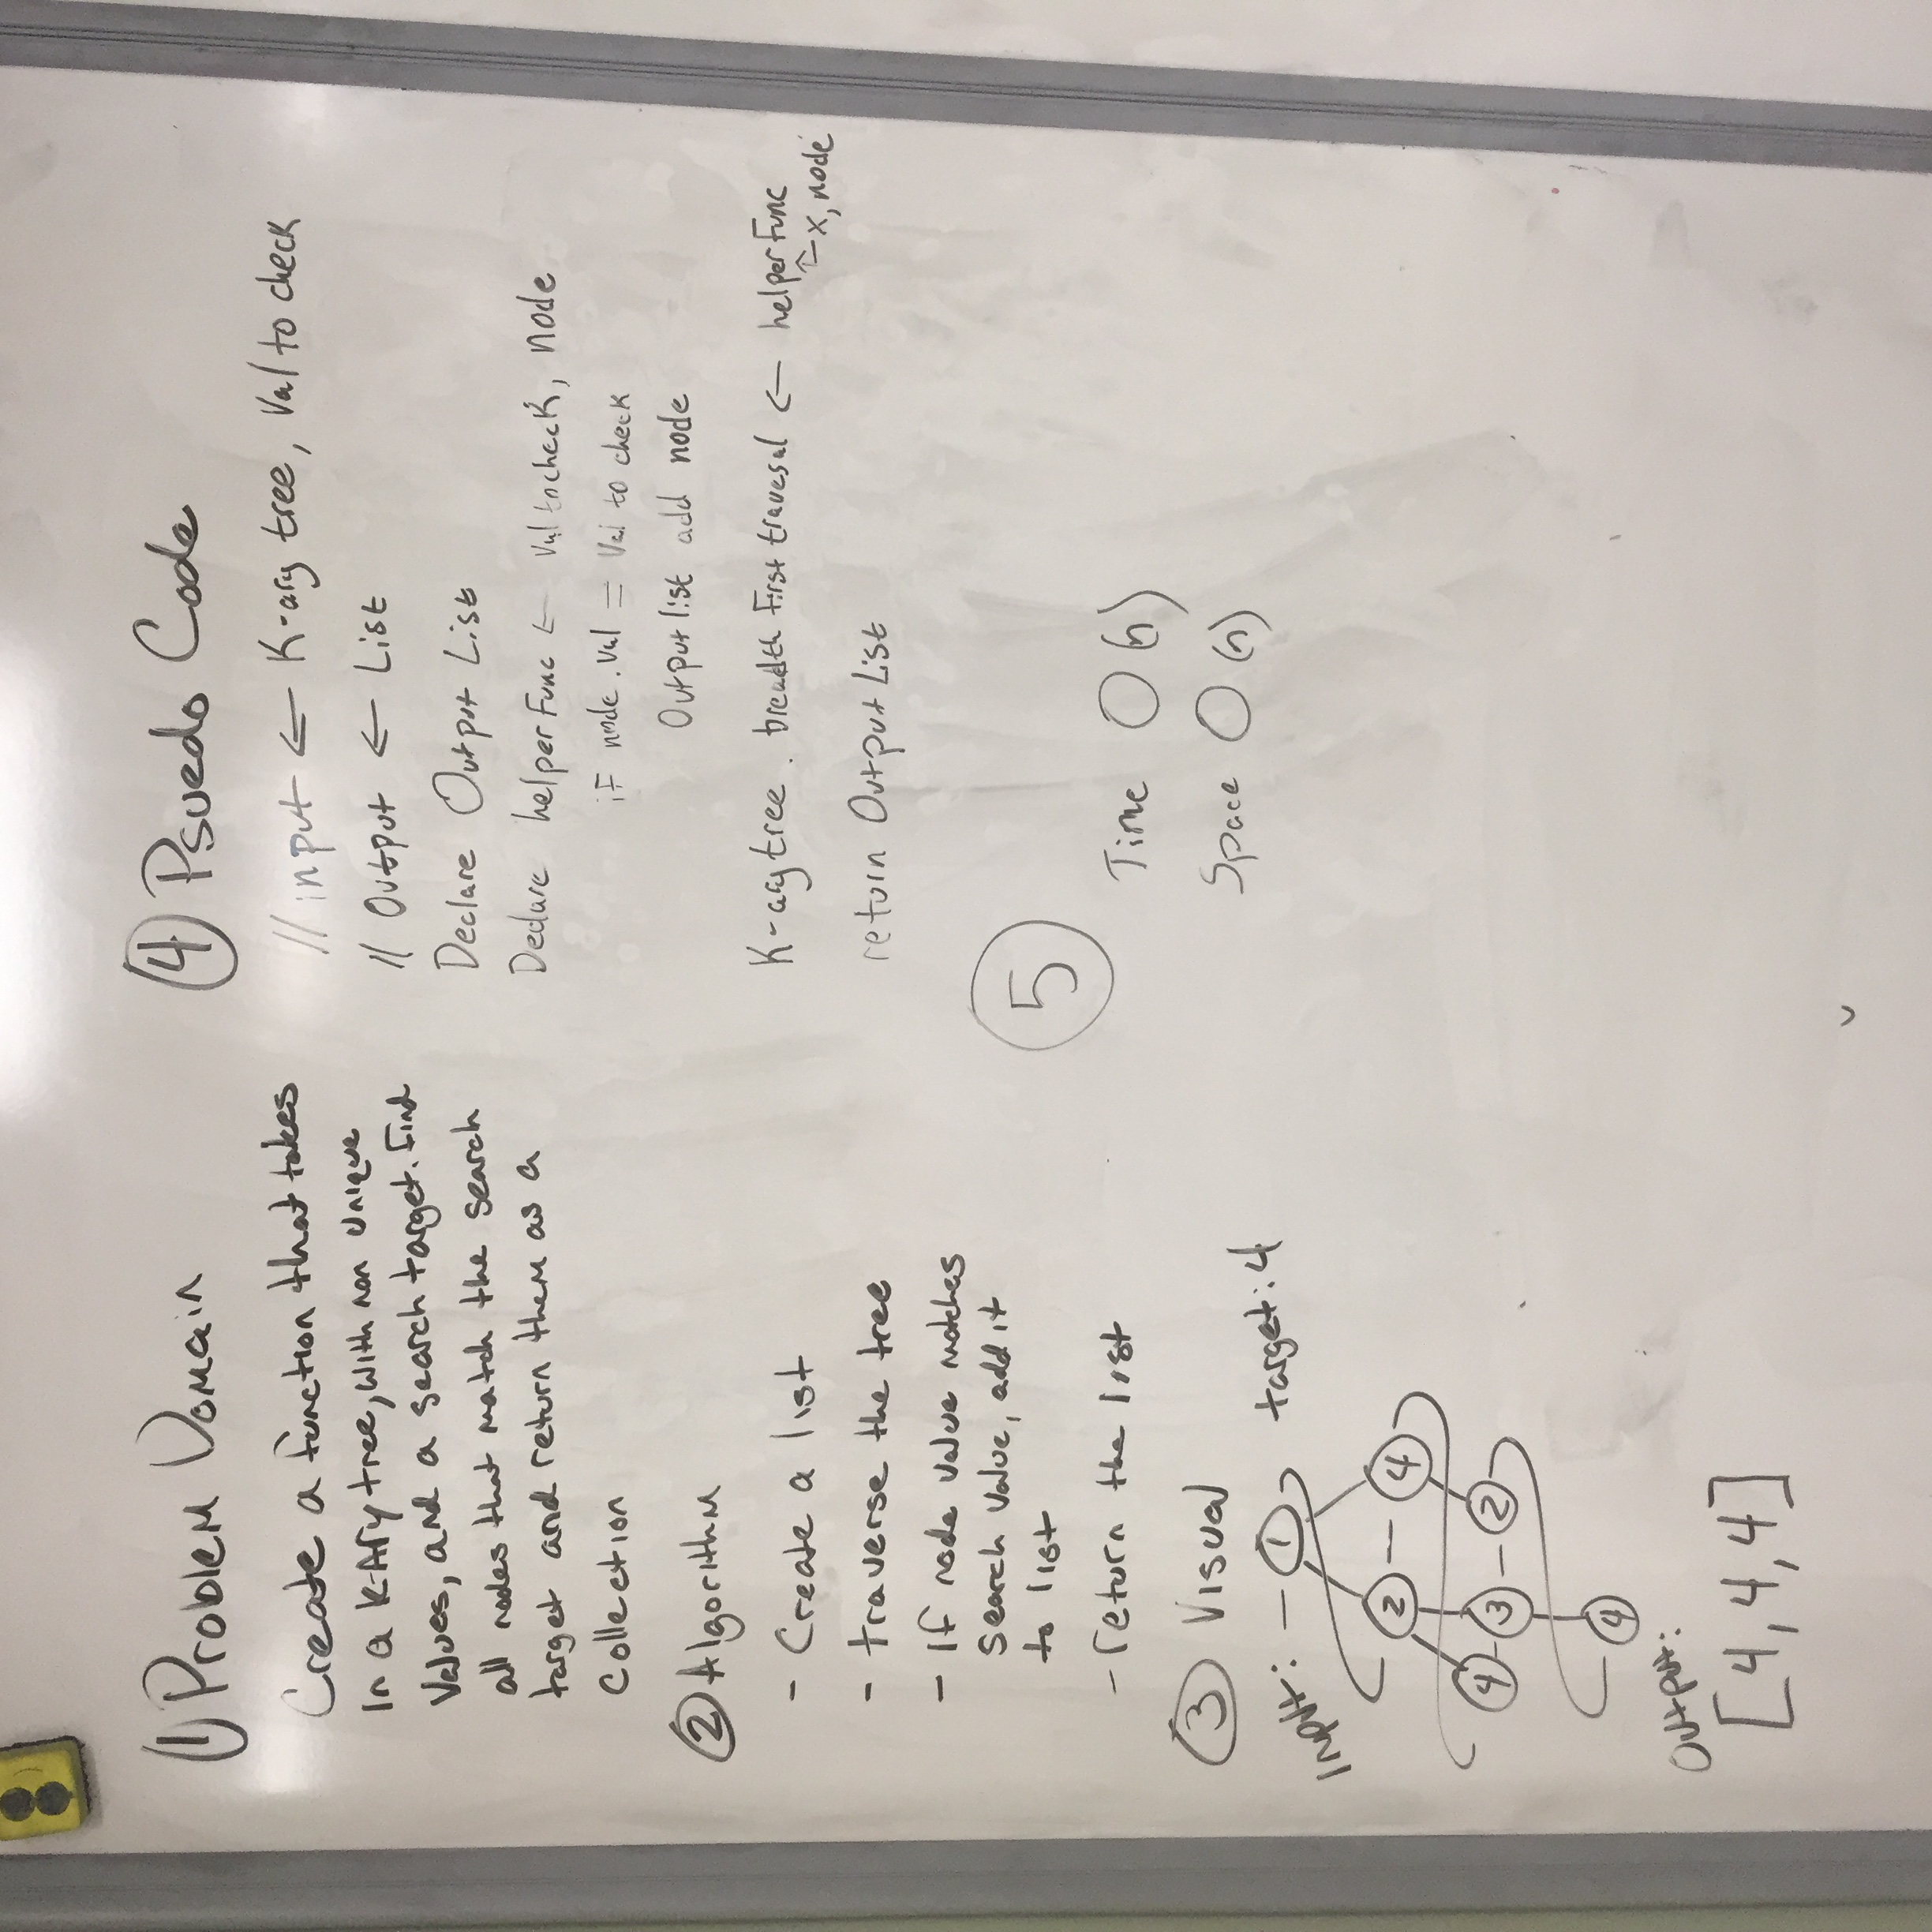 ① Problem Domain
Create a function that takes
in a K-Ary tree, with non unique
values, and a search target. Find
all nodes that match the search
target and return them as a
Collection
② Algorithm
- Create a list
- traverse the tree
- If node value matches
search value, add it
to list
- return the list
③ Visual
Input:
target: 4
1
2 4
4 3 2
4
Output:
[4, 4, 4]
④ Psuedo Code
// input ← K-ary tree, Val to check
// Output ← List
Declare Output List
Declare helper Func ← Val to check, node
if node.val = Val to check
Output list add node
K-ary tree . breadth First travesal ← helper Func
↑ x, node
return Output List
⑤
Time O(n)
Space O(n)